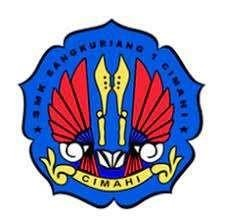 ★ SMK SANGKURIANG 1 CIMAHI ★
CIMAHI